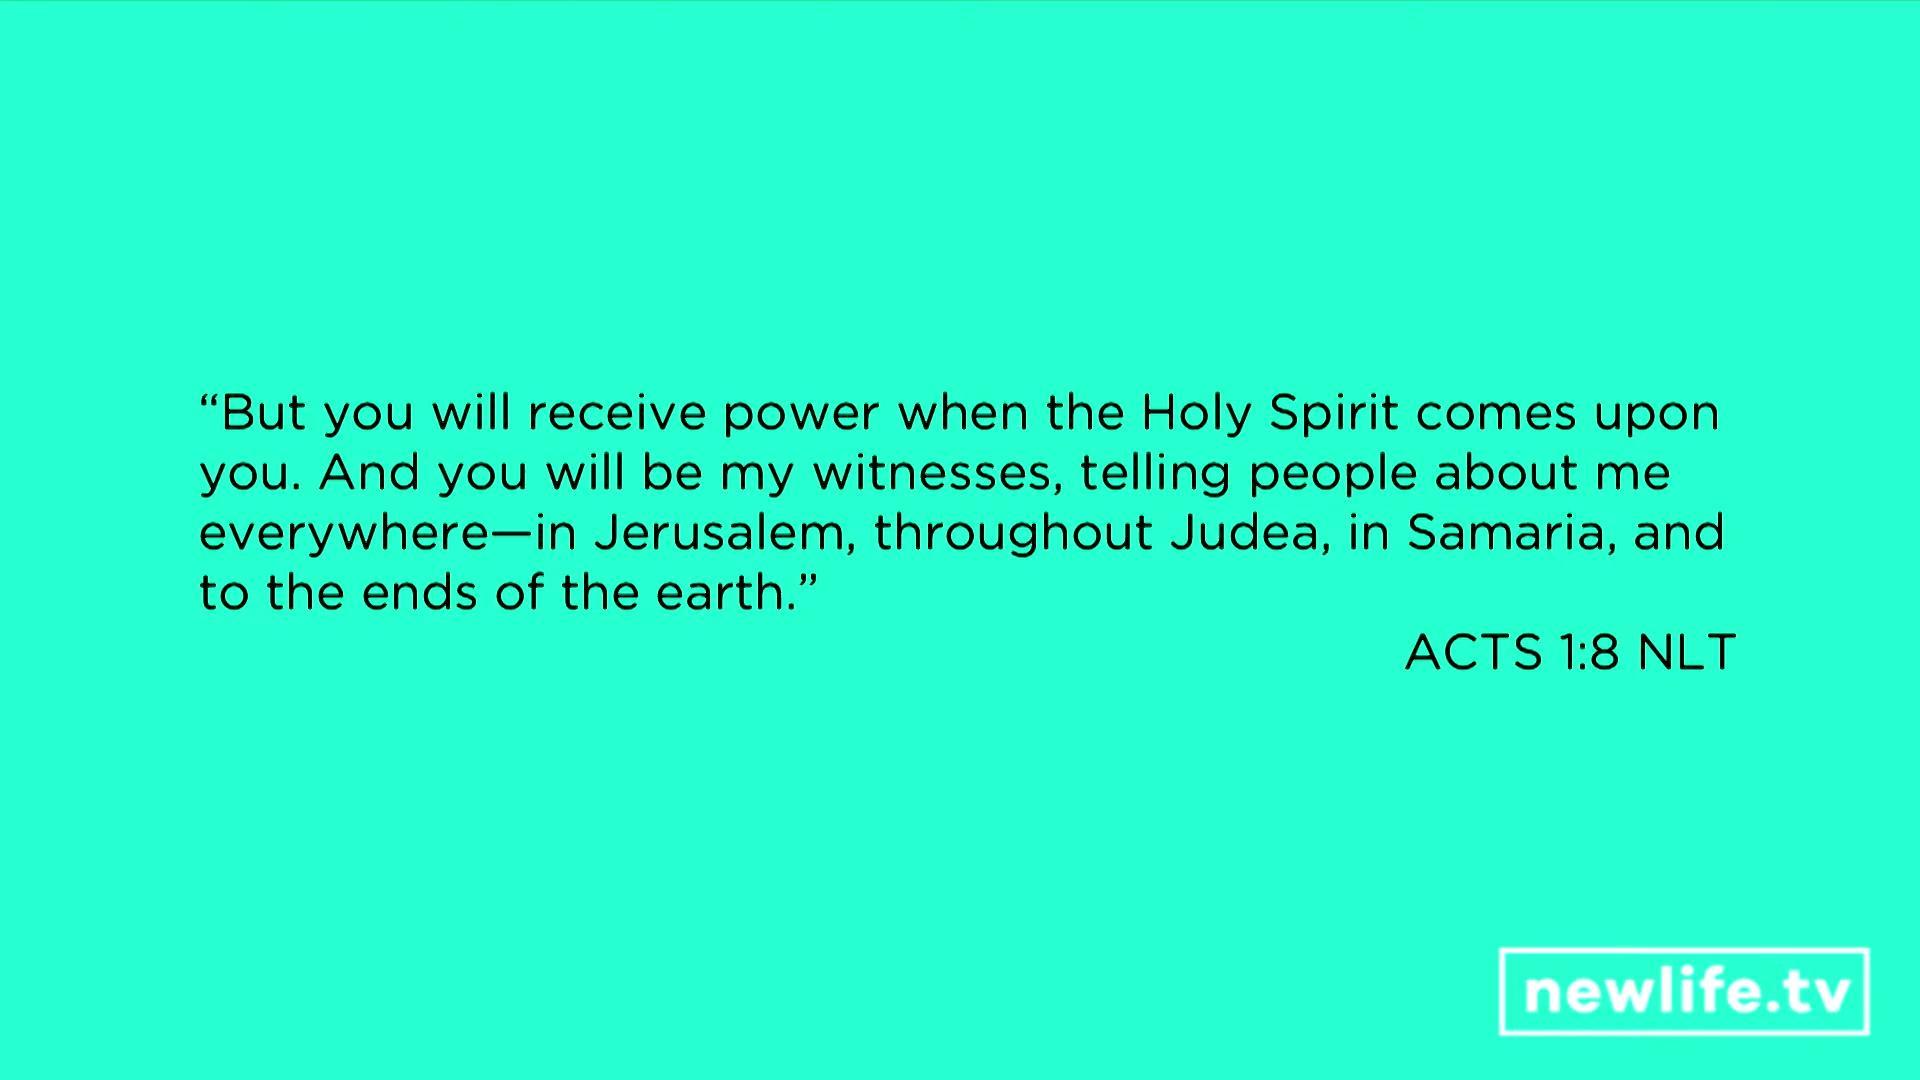 “But you will receive power when the Holy Spirit comes upon
you. And you will be my witnesses, telling people about me
everywhere—in Jerusalem, throughout Judea, in Samaria, and
to the ends of the earth.”
ACTS 1:8 NLT
newlife.tv